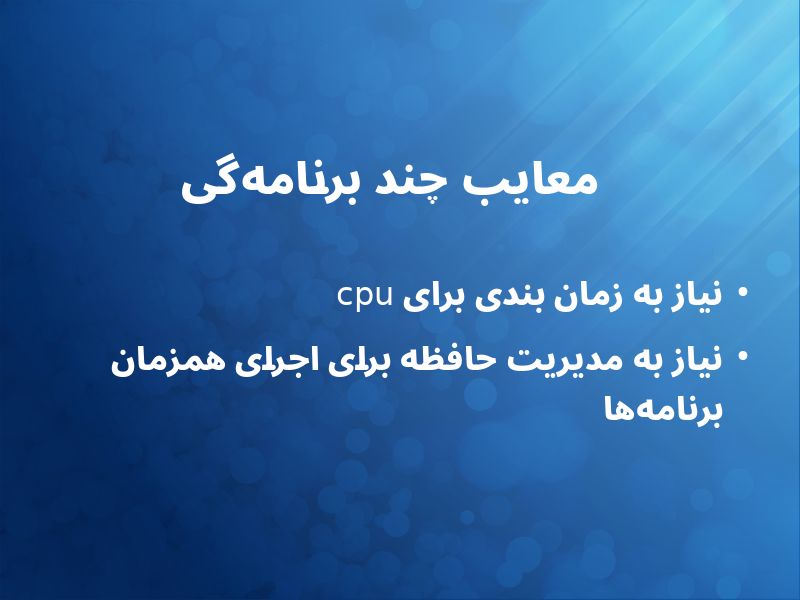 معایب چند برنامه‌گی
• نیاز به زمان بندی برای cpu
• نیاز به مدیریت حافظه برای اجرای همزمان
برنامه‌ها